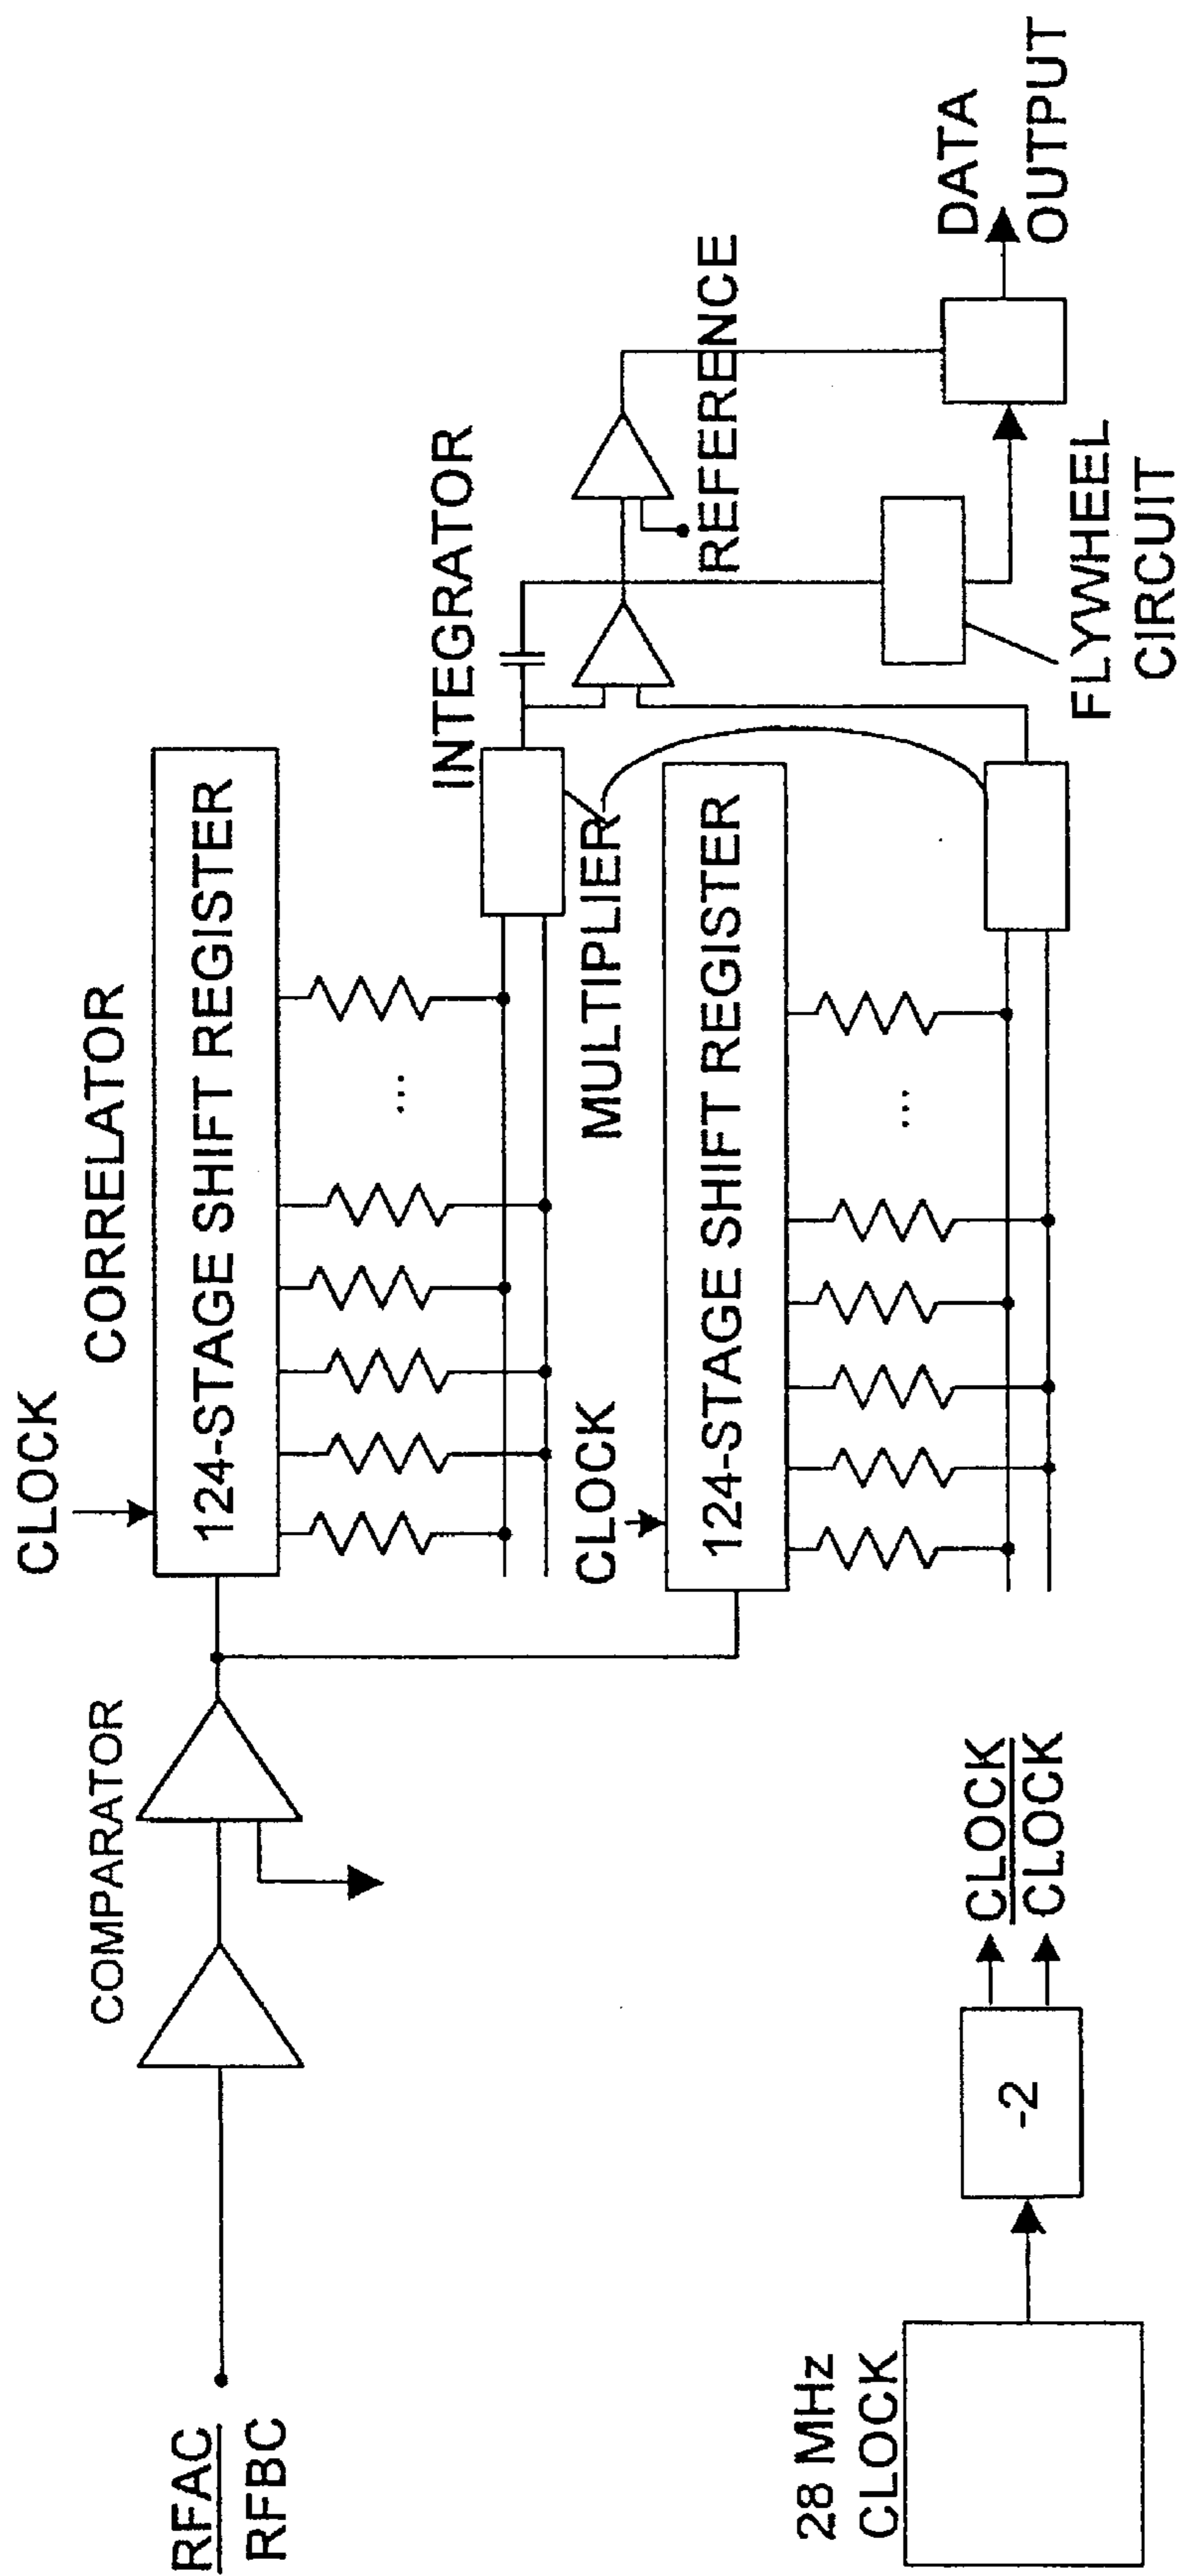 RFAC
RFBC
COMPARATOR
CLOCK
CORRELATOR
124-STAGE SHIFT REGISTER
...
INTEGRATOR
MULTIPLIER
CLOCK
124-STAGE SHIFT REGISTER
...
REFERENCE
FLYWHEEL
CIRCUIT
DATA
OUTPUT
28 MHz
CLOCK
-2
CLOCK
CLOCK